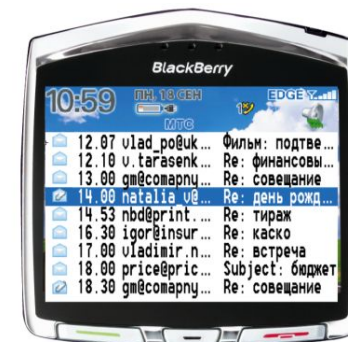 BlackBerry
10:59 ПН, 18 СЕН EDGE
МТС
12.07 vlad_po@uk... Фильм: подтве...
12.10 v.tarasenk... Re: финансовы...
13.00 gm@comapny... Re: совещание
14.00 natalia_v@... Re: день рожд...
14.53 nbd@print.... Re: тираж
16.30 igor@insur... Re: каско
17.00 vladimir.n... Re: встреча
18.00 price@pric... Subject: бюджет
18.30 gm@comapny... Re: совещание